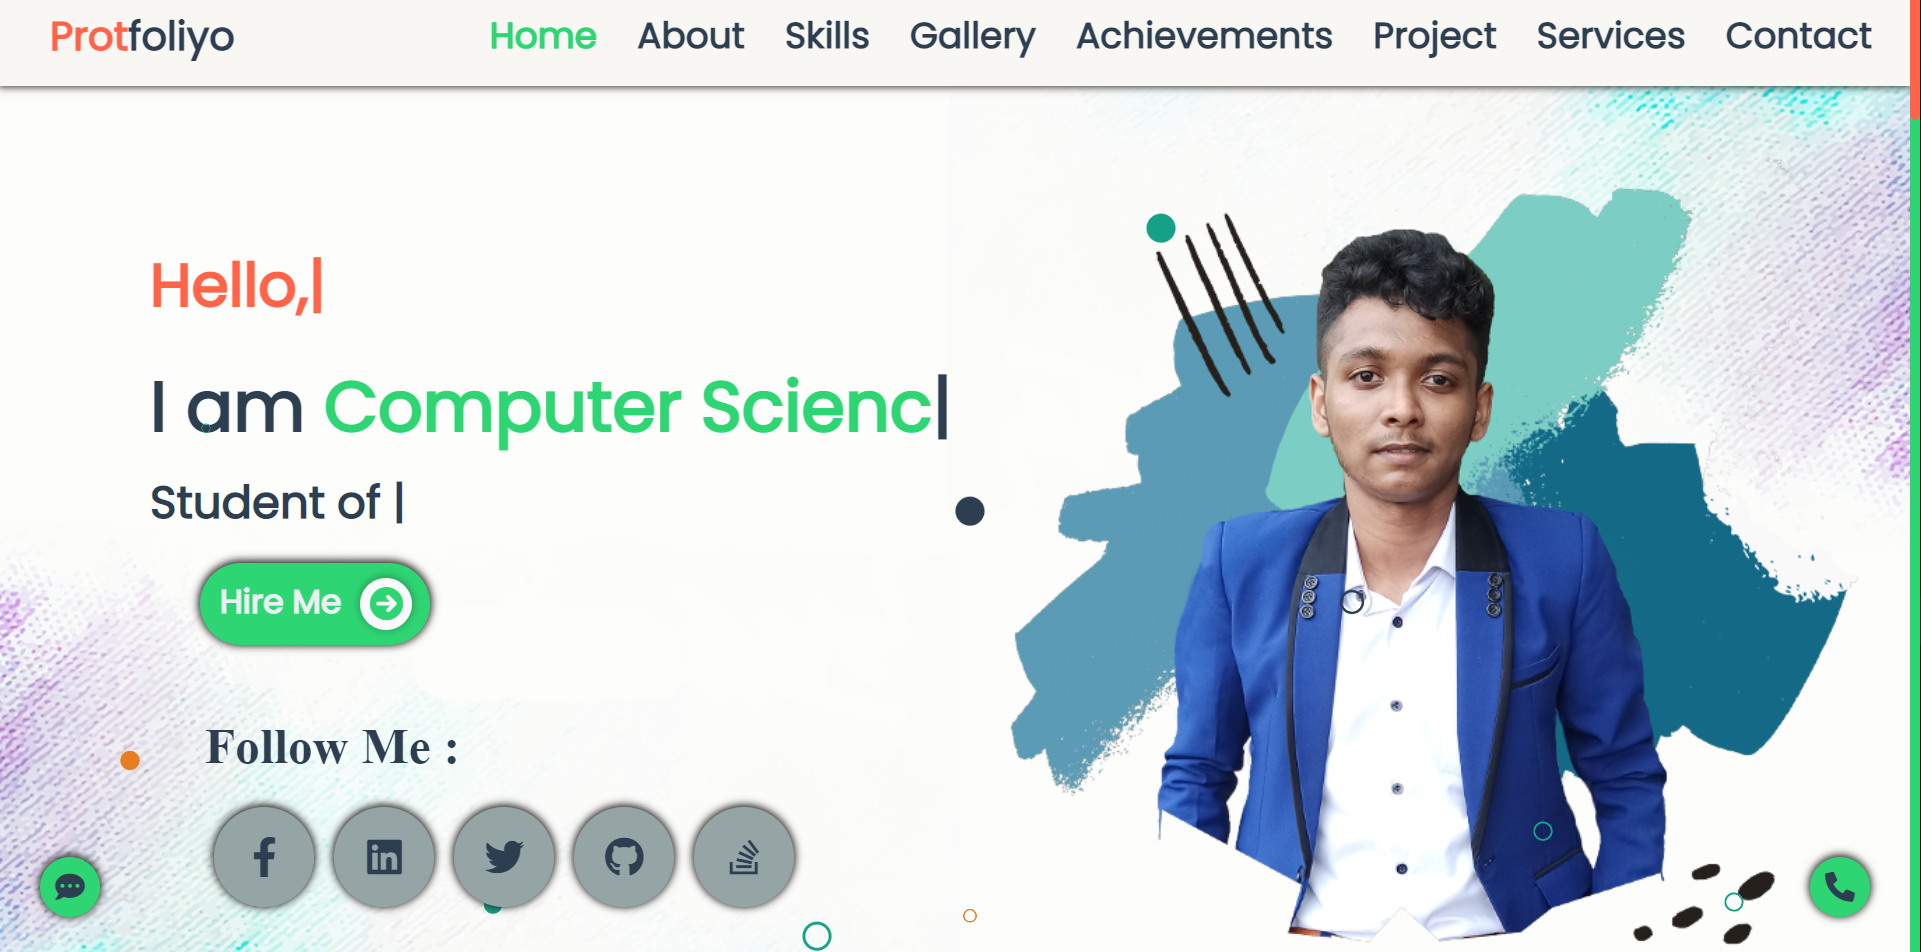 Protfoliyo Home About Skills Gallery Achievements Project Services Contact
Hello,|
I am Computer Scienc|
Student of |
Hire Me
Follow Me :